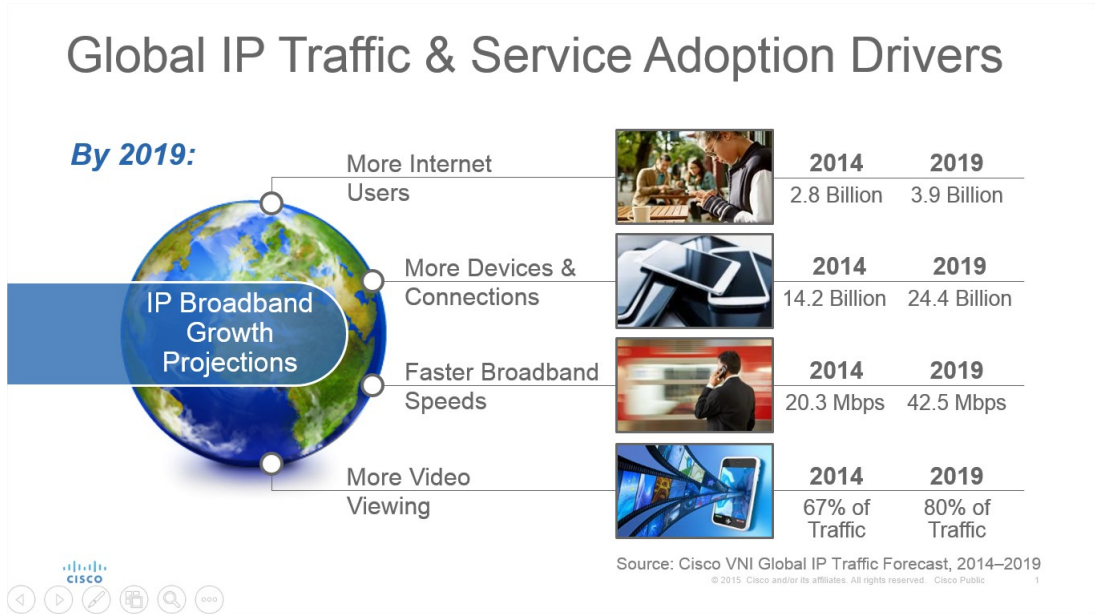 Global IP Traffic & Service Adoption Drivers
By 2019:
IP Broadband
Growth
Projections
More Internet
Users
2014 2019
2.8 Billion 3.9 Billion
More Devices &
Connections
2014 2019
14.2 Billion 24.4 Billion
Faster Broadband
Speeds
2014 2019
20.3 Mbps 42.5 Mbps
More Video
Viewing
2014 2019
67% of 80% of
Traffic Traffic
Source: Cisco VNI Global IP Traffic Forecast, 2014–2019
© 2015 Cisco and/or its affiliates. All rights reserved. Cisco Public 1
CISCO